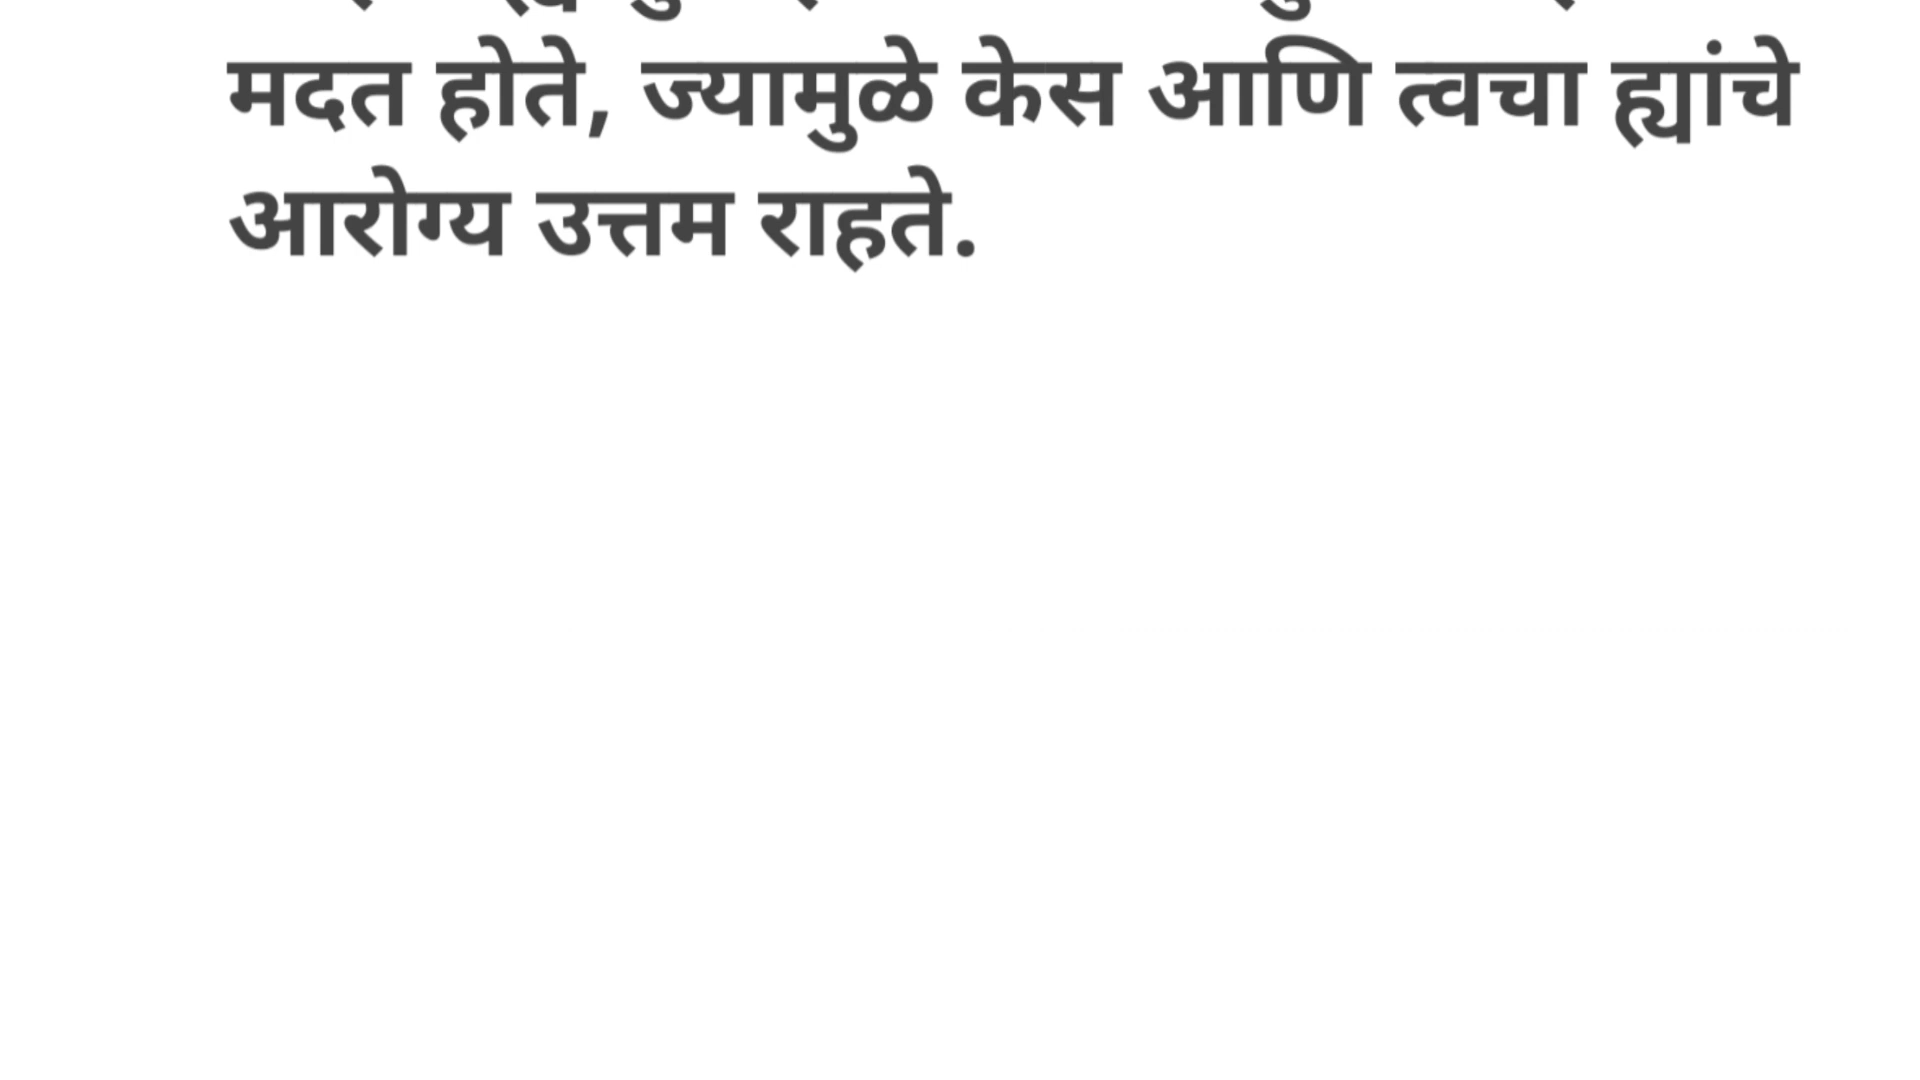 मदत होते, ज्यामुळे केस आणि त्वचा ह्यांचे
आरोग्य उत्तम राहते.